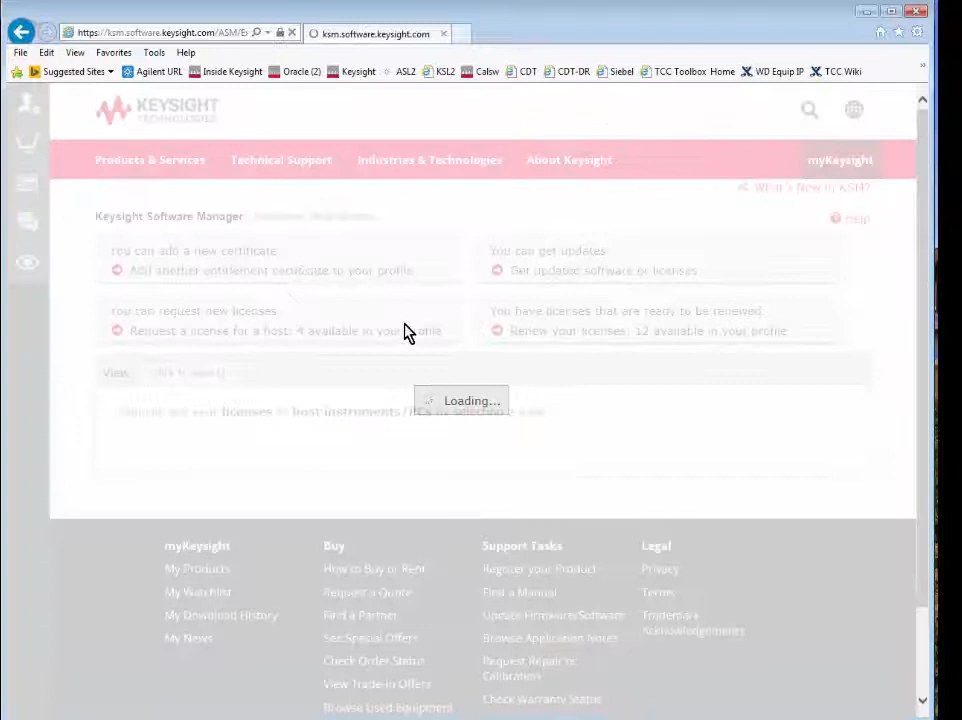 https://ksm.software.keysight.com/ASM/E
ksm.software.keysight.com
File Edit View Favorites Tools Help
Suggested Sites Agilent URL Inside Keysight Oracle (2) Keysight ASL2 KSL2 Calsw CDT CDT-DR Siebel TCC Toolbox Home WD Equip IP TCC Wiki
KEYSIGHT
TECHNOLOGIES
Products & Services Technical Support Industries & Technologies About Keysight myKeysight
What's New in KSM?
Keysight Software Manager
Help
You can add a new certificate
Add another entitlement certificate to your profile
You can get updates
Get updated software or licenses
You can request new licenses
Request a license for a host: 4 available in your profile
You have licenses that are ready to be renewed
Renew your licenses: 12 available in your profile
View:
Loading...
licenses or host instruments/PCs by selecting
myKeysight
My Products
My Watchlist
My Download History
My News
Buy
How to Buy or Rent
Request a Quote
Find a Partner
See Special Offers
Check Order Status
View Trade-in Offers
Browse Used Equipment
Support Tasks
Register your Product
Find a Manual
Update Firmware/Software
Browse Application Notes
Request Repair or
Calibration
Check Warranty Status
Legal
Privacy
Terms
Trademark
Acknowledgements